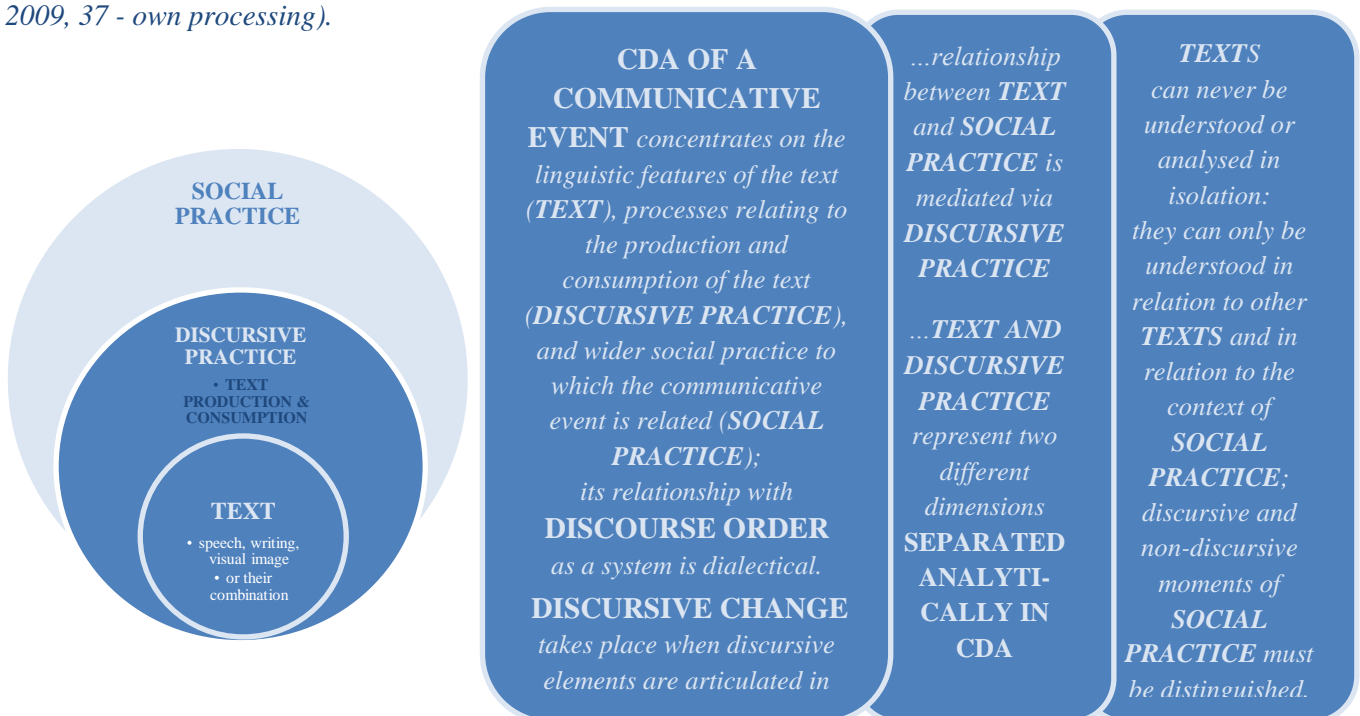 2009, 37 - own processing).
SOCIAL
PRACTICE
DISCURSIVE
PRACTICE
• TEXT
PRODUCTION &
CONSUMPTION
TEXT
• speech, writing,
visual image
• or their
combination
CDA OF A
COMMUNICATIVE
EVENT concentrates on the
linguistic features of the text
(TEXT), processes relating to
the production and
consumption of the text
(DISCURSIVE PRACTICE),
and wider social practice to
which the communicative
event is related (SOCIAL
PRACTICE);
its relationship with
DISCOURSE ORDER
as a system is dialectical.
DISCURSIVE CHANGE
takes place when discursive
elements are articulated in
...relationship
between TEXT
and SOCIAL
PRACTICE is
mediated via
DISCURSIVE
PRACTICE
...TEXT AND
DISCURSIVE
PRACTICE
represent two
different
dimensions
SEPARATED
ANALYTI-
CALLY IN
CDA
TEXTS
can never be
understood or
analysed in
isolation:
they can only be
understood in
relation to other
TEXTS and in
relation to the
context of
SOCIAL
PRACTICE;
discursive and
non-discursive
moments of
SOCIAL
PRACTICE must
be distinguished.